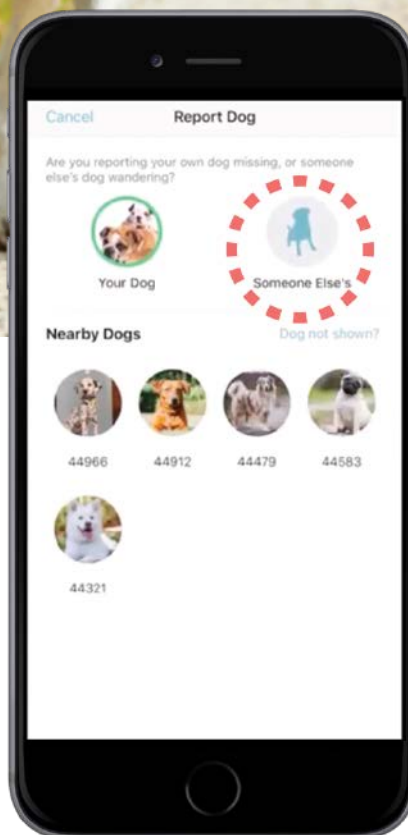 Cancel Report Dog
Are you reporting your own dog missing, or someone
else's dog wandering?
Your Dog Someone Else's
Nearby Dogs Dog not shown?
44966 44912 44479 44583
44321